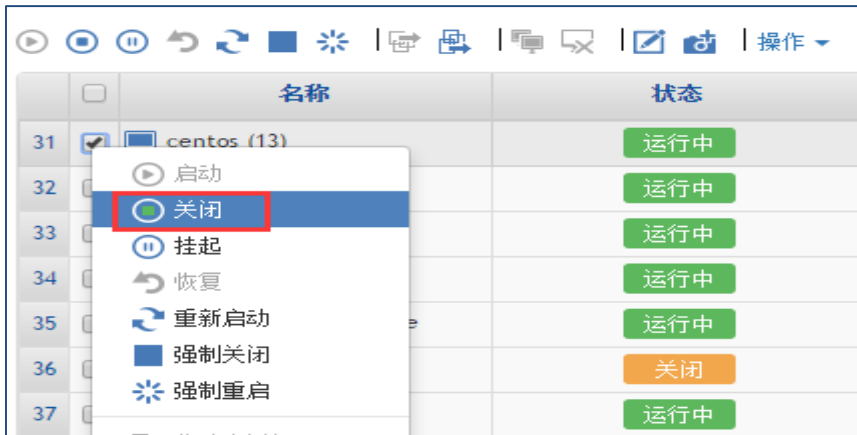 操作
名称 状态
31 centos (13) 运行中
启动
32 运行中
关闭
33 运行中
挂起
34 运行中
恢复
35 e 运行中
重新启动
36 关闭
强制关闭
强制重启
37 运行中